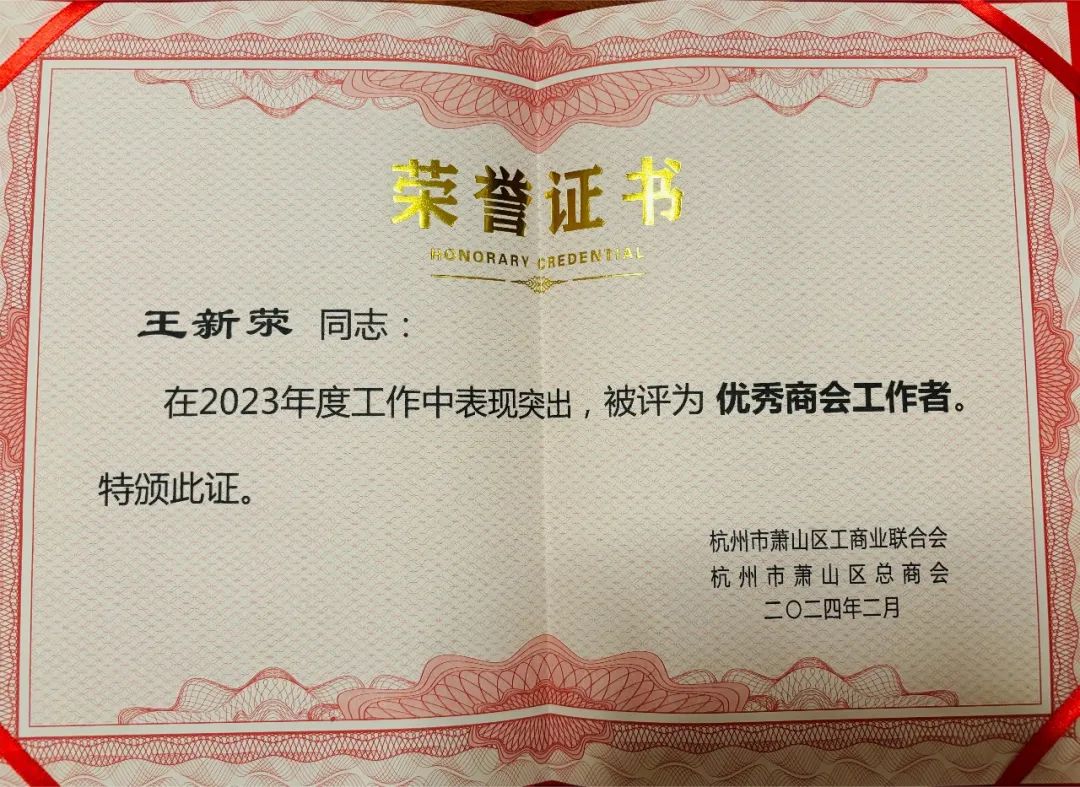 荣誉证书
HONORARY CREDENTIAL
王新荥 同志：
在2023年度工作中表现突出，被评为 优秀商会工作者。
特颁此证。
杭州市萧山区工商业联合会
杭州市萧山区总商会
二〇二四年二月